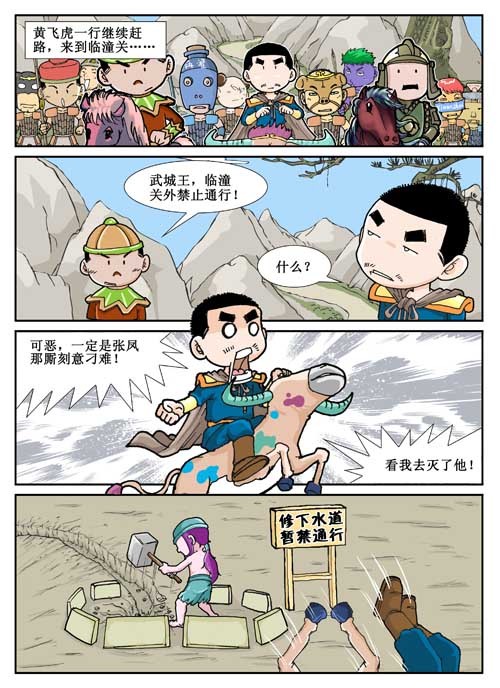 黄飞虎一行继续赶
路，来到临潼关……
武城王，临潼
关外禁止通行！
什么？
可恶，一定是张凤
那厮刻意刁难！
看我去灭了他！
修下水道
暂禁通行